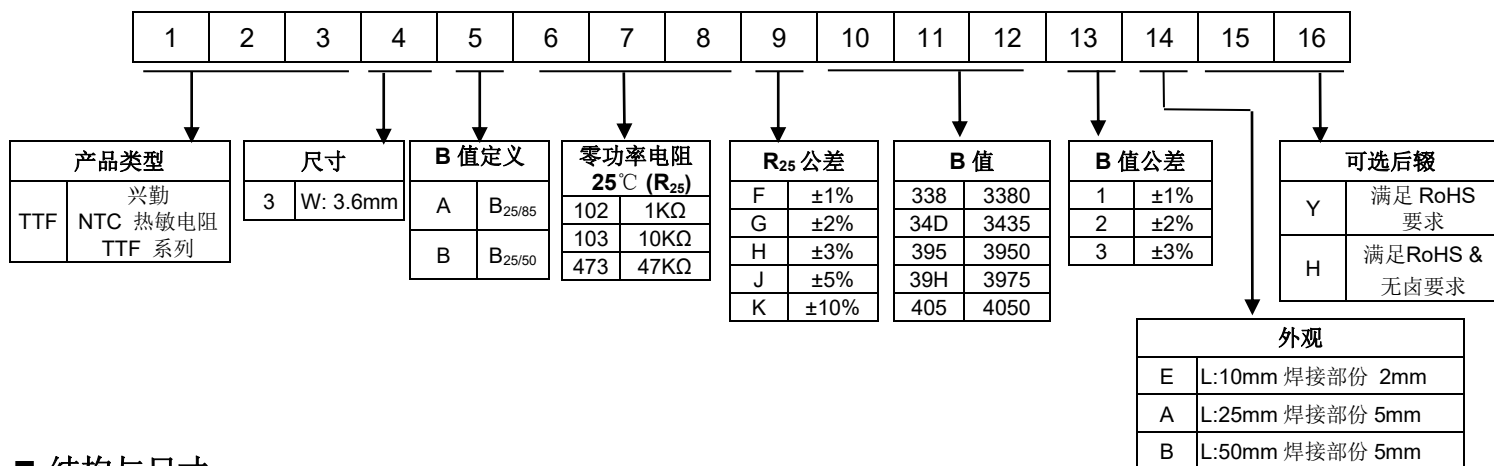 1 2 3 4 5 6 7 8 9 10 11 12 13 14 15 16
产品类型
TTF 兴勤
NTC 热敏电阻
TTF 系列
尺寸
3 W: 3.6mm
B 值定义
A B25/85
B B25/50
零功率电阻
25℃ (R25)
102 1KΩ
103 10KΩ
473 47KΩ
R25 公差
F ±1%
G ±2%
H ±3%
J ±5%
K ±10%
B 值
338 3380
34D 3435
395 3950
39H 3975
405 4050
B 值公差
1 ±1%
2 ±2%
3 ±3%
可选后辍
Y 满足 RoHS
要求
H 满足RoHS &
无卤要求
外观
E L:10mm 焊接部份 2mm
A L:25mm 焊接部份 5mm
B L:50mm 焊接部份 5mm
■ 结构与尺寸